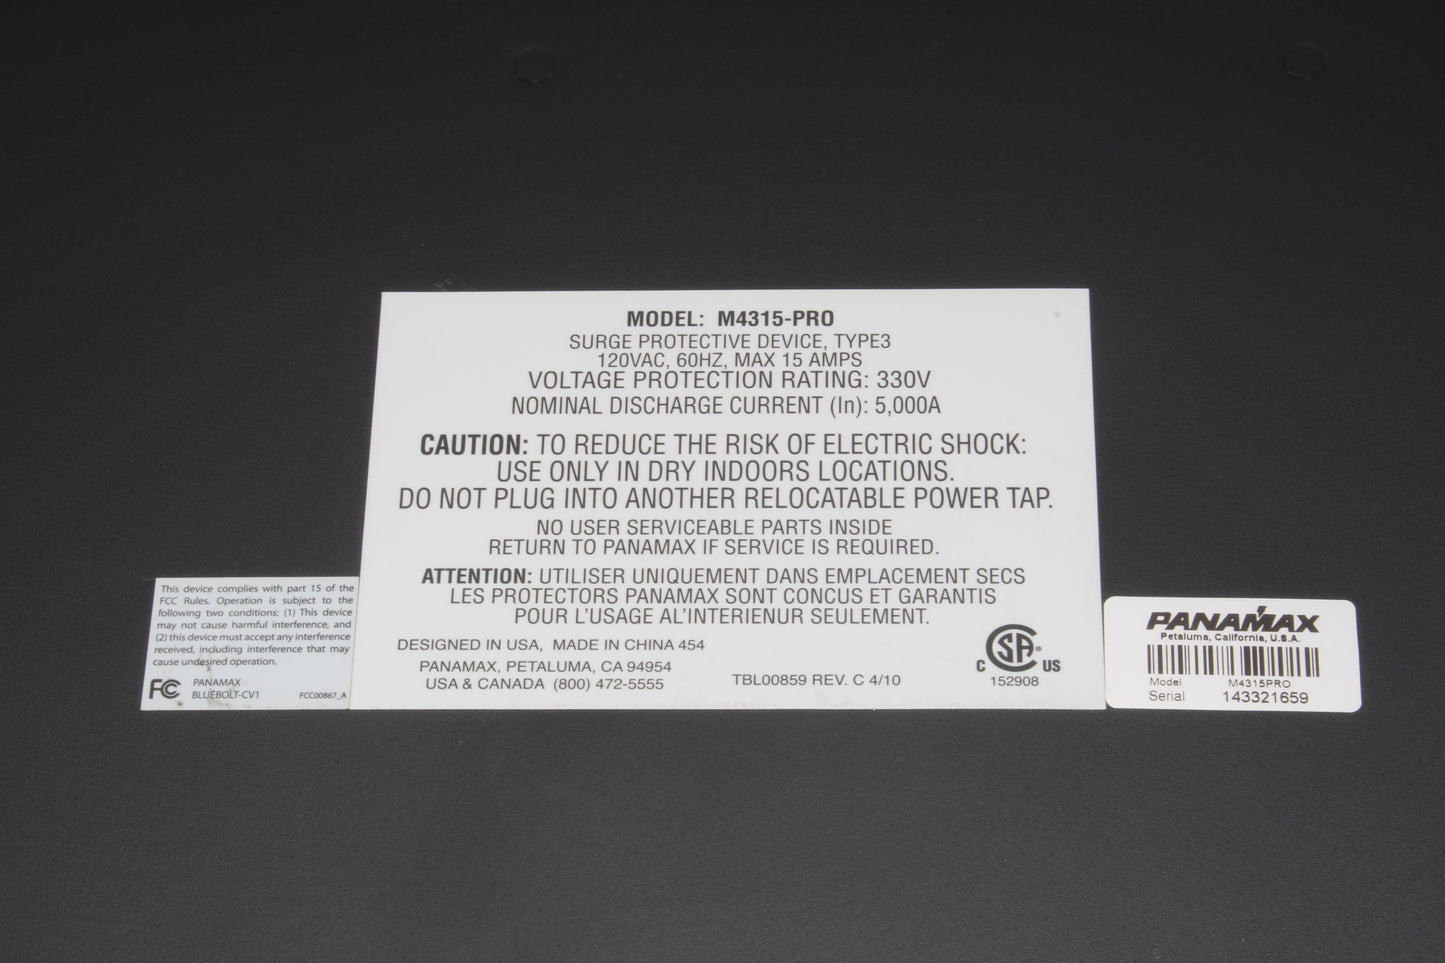 MODEL: M4315-PRO
SURGE PROTECTIVE DEVICE, TYPE3
120VAC, 60HZ, MAX 15 AMPS
VOLTAGE PROTECTION RATING: 330V
NOMINAL DISCHARGE CURRENT (In): 5,000A
CAUTION: TO REDUCE THE RISK OF ELECTRIC SHOCK:
USE ONLY IN DRY INDOORS LOCATIONS.
DO NOT PLUG INTO ANOTHER RELOCATABLE POWER TAP.
NO USER SERVICEABLE PARTS INSIDE
RETURN TO PANAMAX IF SERVICE IS REQUIRED.
ATTENTION: UTILISER UNIQUEMENT DANS EMPLACEMENT SECS
LES PROTECTORS PANAMAX SONT CONCUS ET GARANTIS
POUR L'USAGE AL'INTERIENUR SEULEMENT.
DESIGNED IN USA, MADE IN CHINA 454
PANAMAX, PETALUMA, CA 94954
USA & CANADA (800) 472-5555
TBL00859 REV. C 4/10
C SA® US
152908
This device complies with part 15 of the
FCC Rules. Operation is subject to the
following two conditions: (1) This device
may not cause harmful interference, and
(2) this device must accept any interference
received, including interference that may
cause undesired operation.
FC
PANAMAX
BLUEBOLT-CV1
FCC00867_A
PANAMAX
Petaluma, California, U.S.A.
Model M4315PRO
Serial 143321659